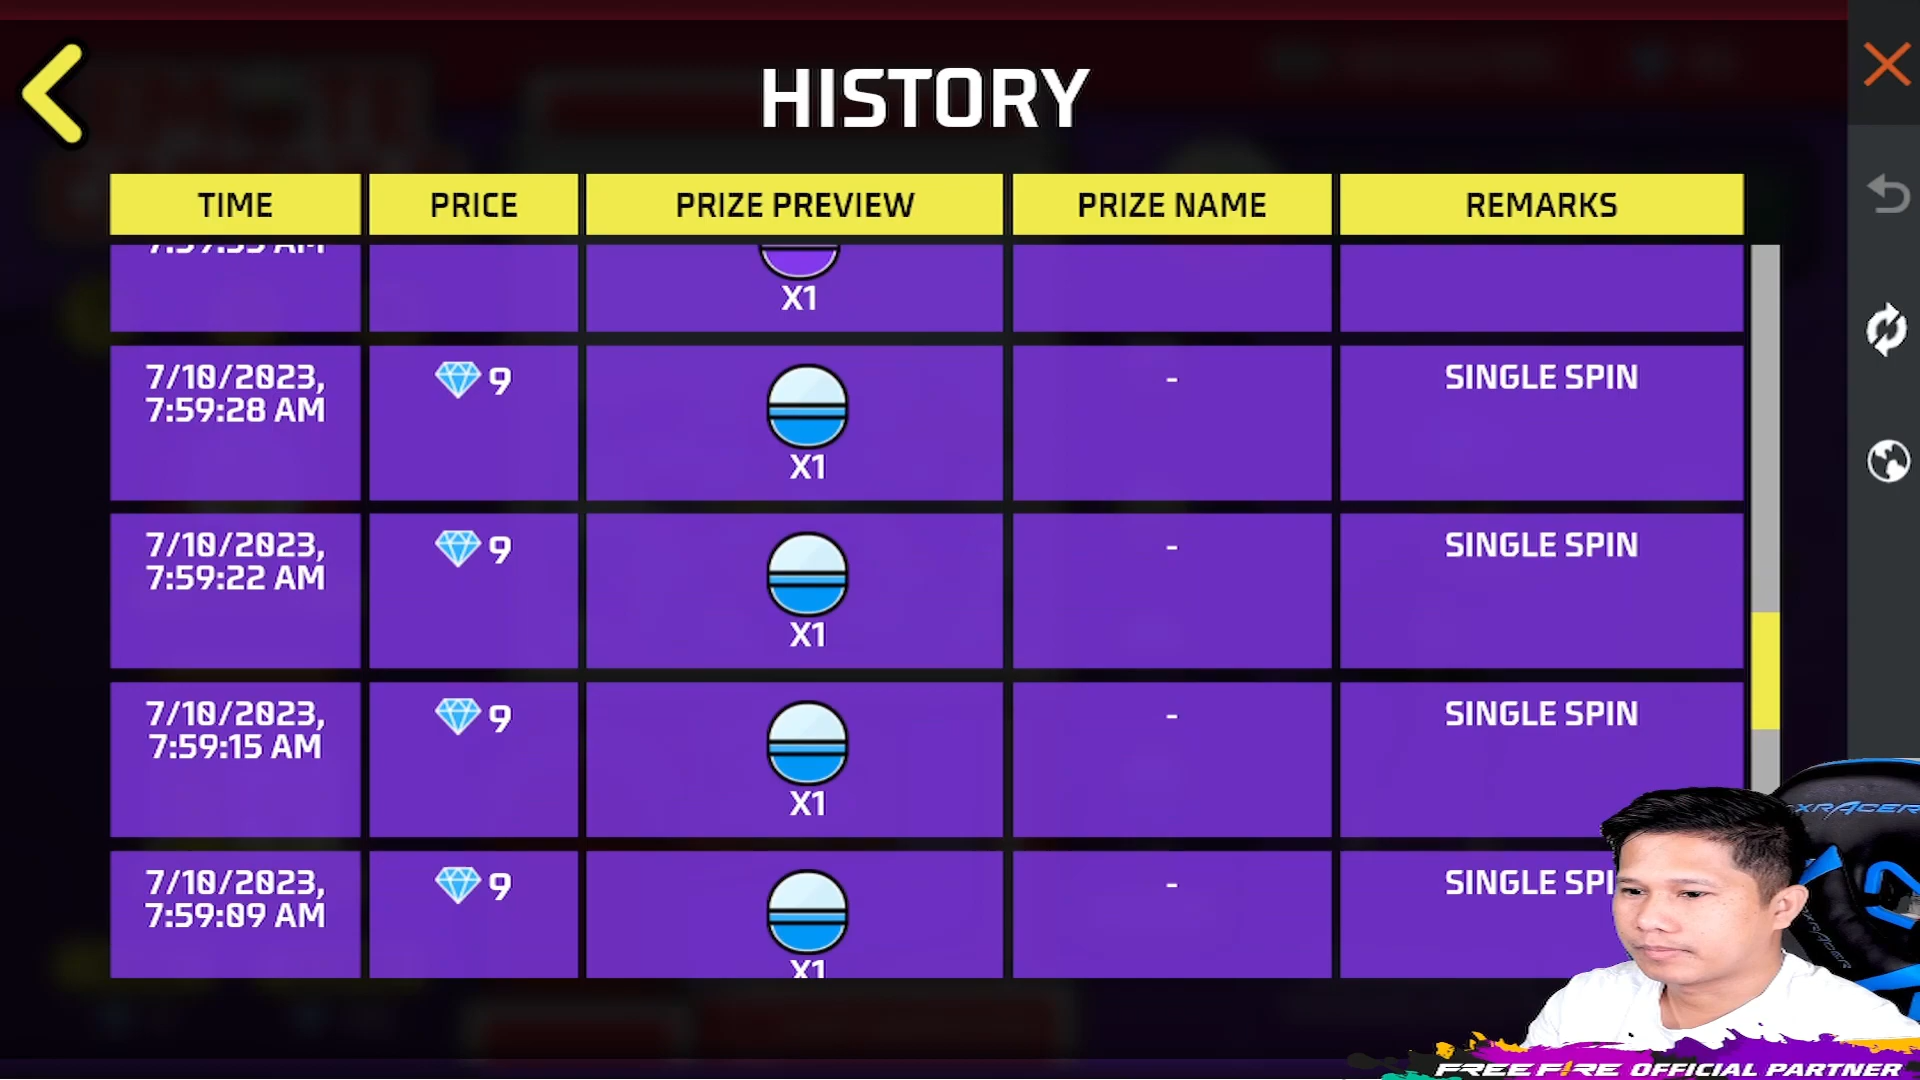 HISTORY
TIME PRICE PRIZE PREVIEW PRIZE NAME REMARKS
X1
7/10/2023, 9 - SINGLE SPIN
7:59:28 AM
X1
7/10/2023, 9 - SINGLE SPIN
7:59:22 AM
X1
7/10/2023, 9 - SINGLE SPIN
7:59:15 AM
X1
7/10/2023, 9 - SINGLE SPI
7:59:09 AM
X1
FREE FIRE OFFICIAL PARTNER